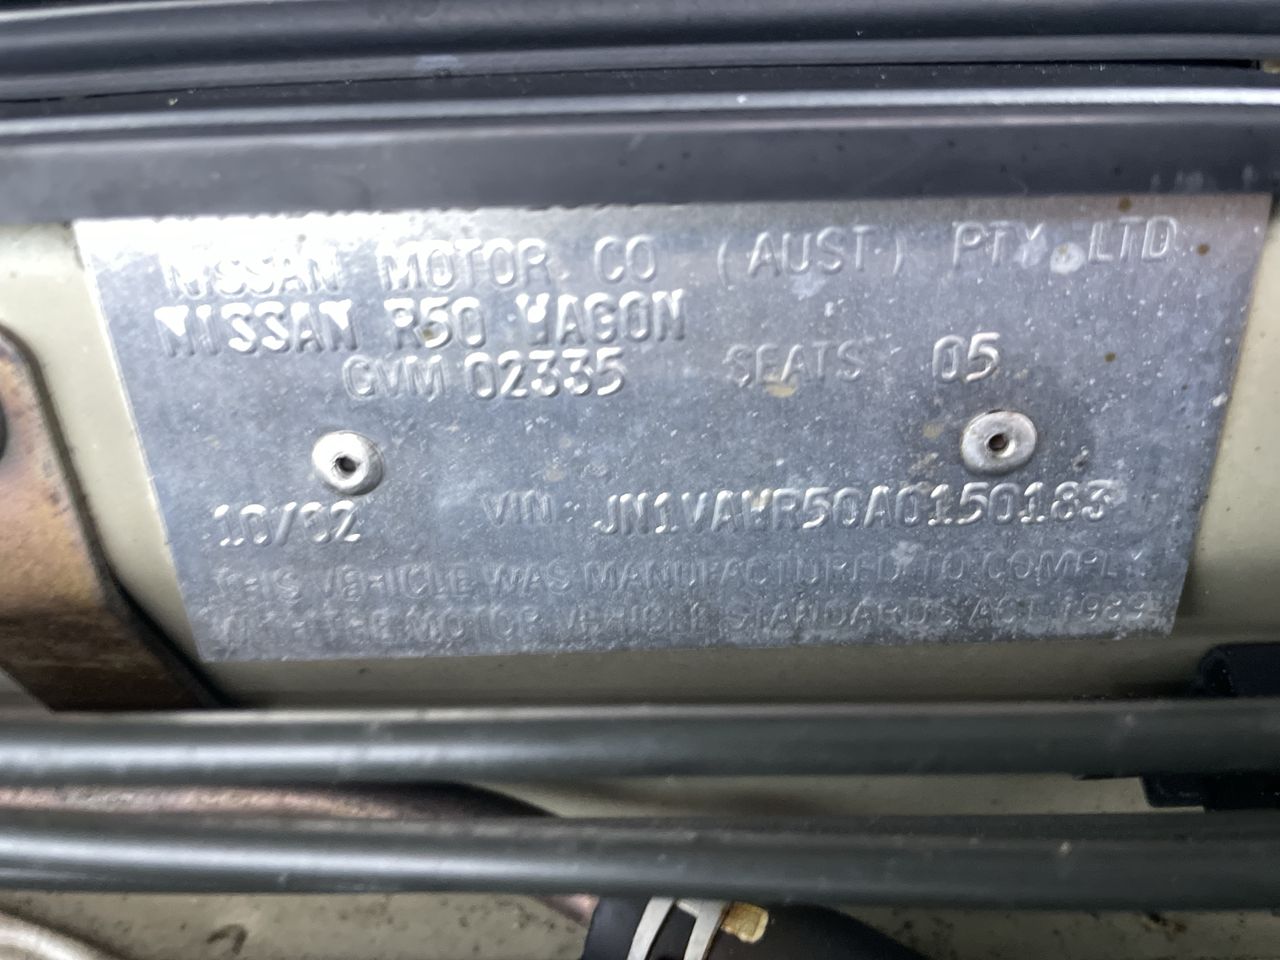 NISSAN MOTOR CO (AUST) PTY LTD
NISSAN R50 WAGON
GVM 02335 SEATS 05
10/02 VIN JN1VAWR50A0150183
THIS VEHICLE WAS MANUFACTURED TO COMPLY
WITH THE MOTOR VEHICLE STANDARDS ACT 1989